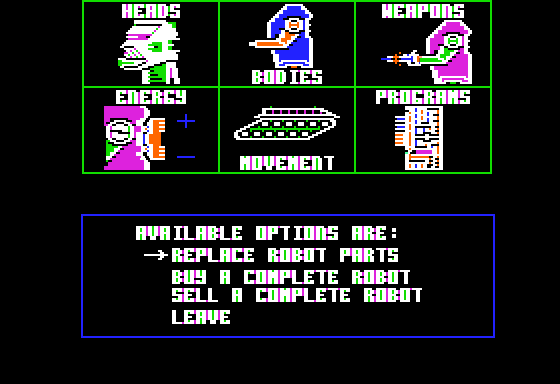 HEADS
BODIES
WEAPONS
ENERGY
MOVEMENT
PROGRAMS
AVAILABLE OPTIONS ARE:
REPLACE ROBOT PARTS
BUY A COMPLETE ROBOT
SELL A COMPLETE ROBOT
LEAVE